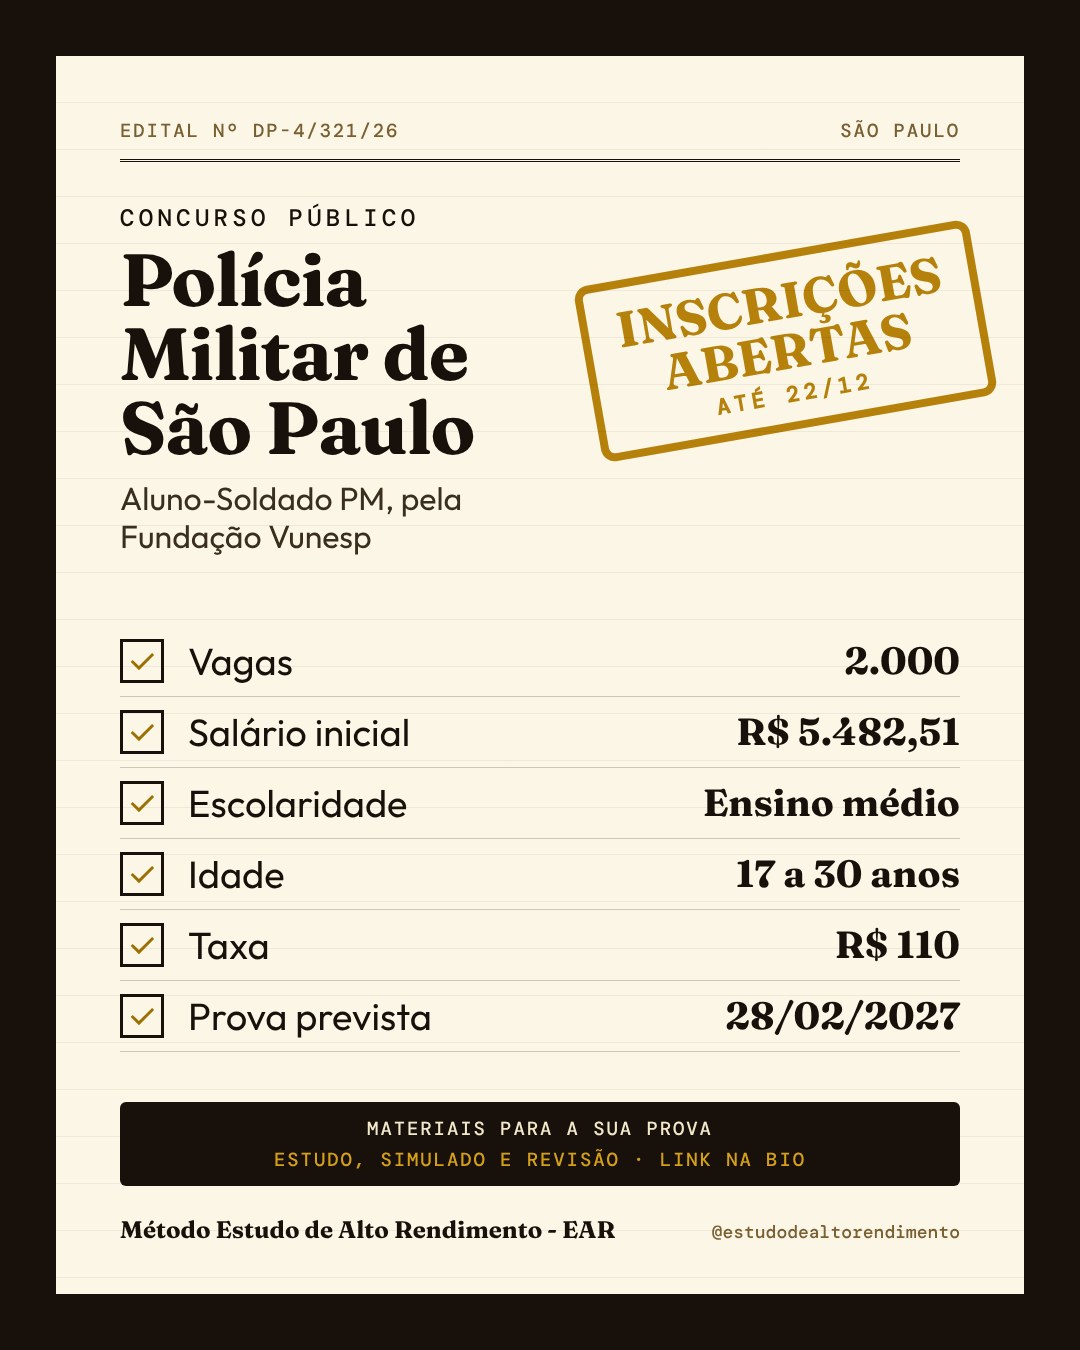 EDITAL Nº DP-4/321/26
SÃO PAULO
CONCURSO PÚBLICO
Polícia
Militar de
São Paulo
INSCRIÇÕES
ABERTAS
ATÉ 22/12
Aluno-Soldado PM, pela
Fundação Vunesp
Vagas 2.000
Salário inicial R$ 5.482,51
Escolaridade Ensino médio
Idade 17 a 30 anos
Taxa R$ 110
Prova prevista 28/02/2027
MATERIAIS PARA A SUA PROVA
ESTUDO, SIMULADO E REVISÃO · LINK NA BIO
Método Estudo de Alto Rendimento - EAR
@estudodealtorendimento